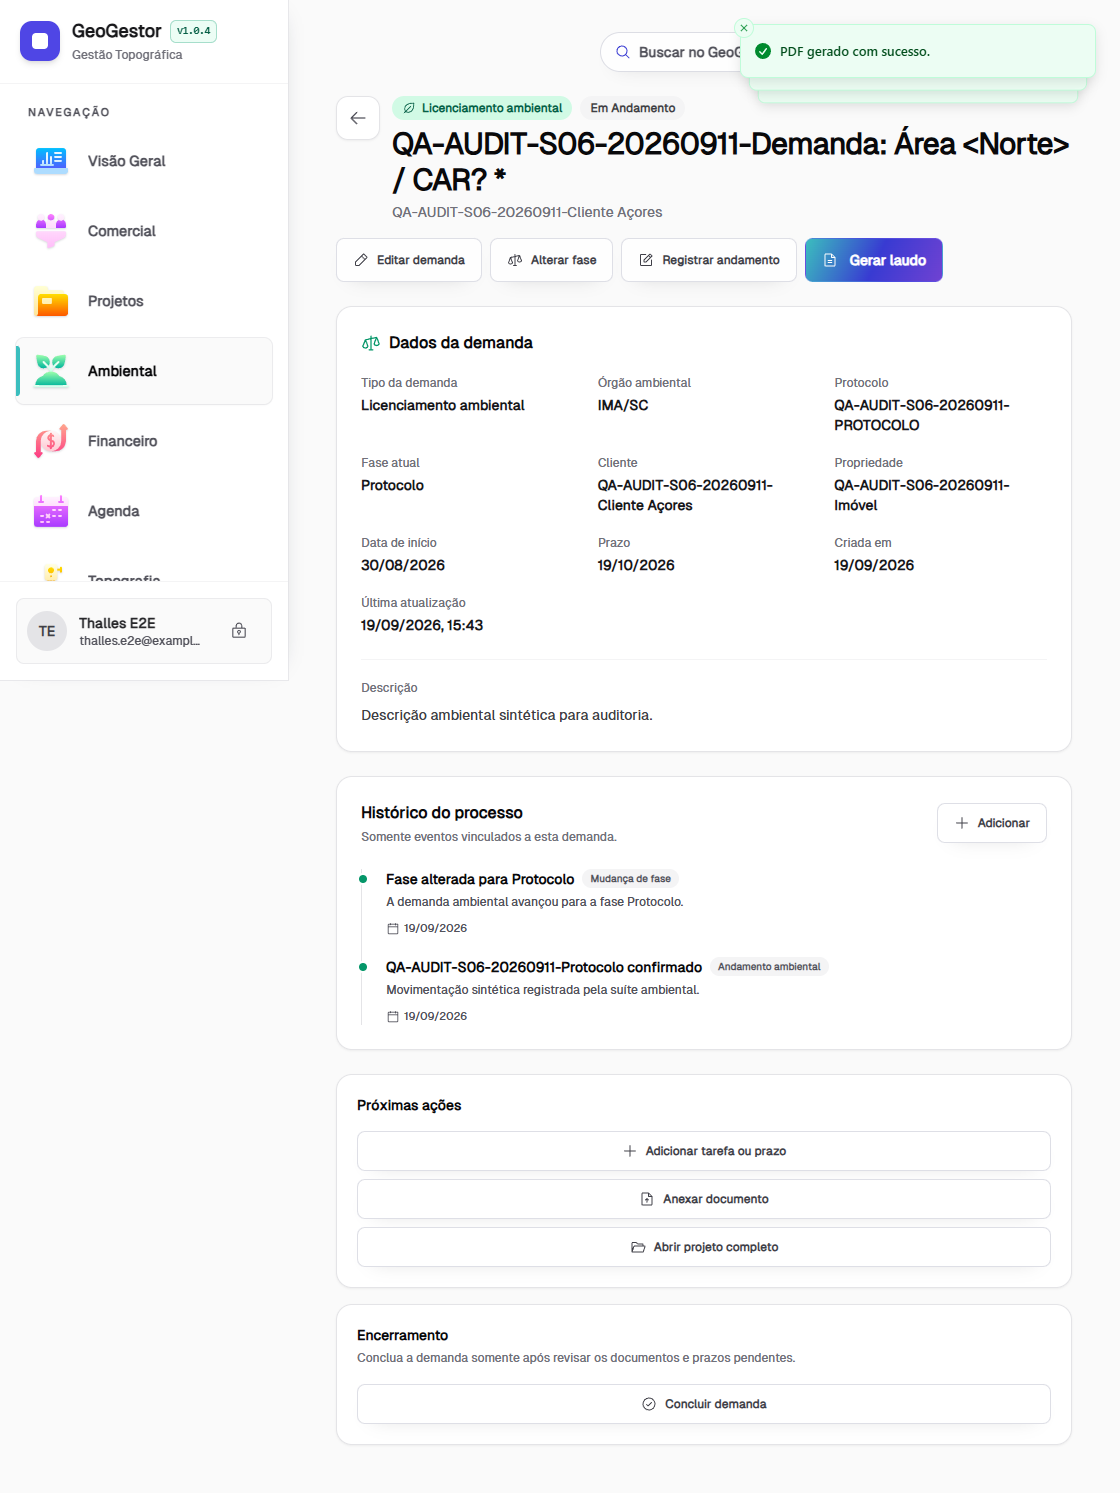 GeoGestor v1.0.4
Gestão Topográfica
NAVEGAÇÃO
Visão Geral
Comercial
Projetos
Ambiental
Financeiro
Agenda
Topografia
TE
Thalles E2E
thalles.e2e@exampl...
Buscar no GeoG
PDF gerado com sucesso.
Licenciamento ambiental
Em Andamento
QA-AUDIT-S06-20260911-Demanda: Área <Norte>
/ CAR? *
QA-AUDIT-S06-20260911-Cliente Açores
Editar demanda
Alterar fase
Registrar andamento
Gerar laudo
Dados da demanda
Tipo da demanda
Licenciamento ambiental
Órgão ambiental
IMA/SC
Protocolo
QA-AUDIT-S06-20260911-
PROTOCOLO
Fase atual
Protocolo
Cliente
QA-AUDIT-S06-20260911-
Cliente Açores
Propriedade
QA-AUDIT-S06-20260911-
Imóvel
Data de início
30/08/2026
Prazo
19/10/2026
Criada em
19/09/2026
Última atualização
19/09/2026, 15:43
Descrição
Descrição ambiental sintética para auditoria.
Histórico do processo
Somente eventos vinculados a esta demanda.
Adicionar
Fase alterada para Protocolo
Mudança de fase
A demanda ambiental avançou para a fase Protocolo.
19/09/2026
QA-AUDIT-S06-20260911-Protocolo confirmado
Andamento ambiental
Movimentação sintética registrada pela suíte ambiental.
19/09/2026
Próximas ações
Adicionar tarefa ou prazo
Anexar documento
Abrir projeto completo
Encerramento
Conclua a demanda somente após revisar os documentos e prazos pendentes.
Concluir demanda